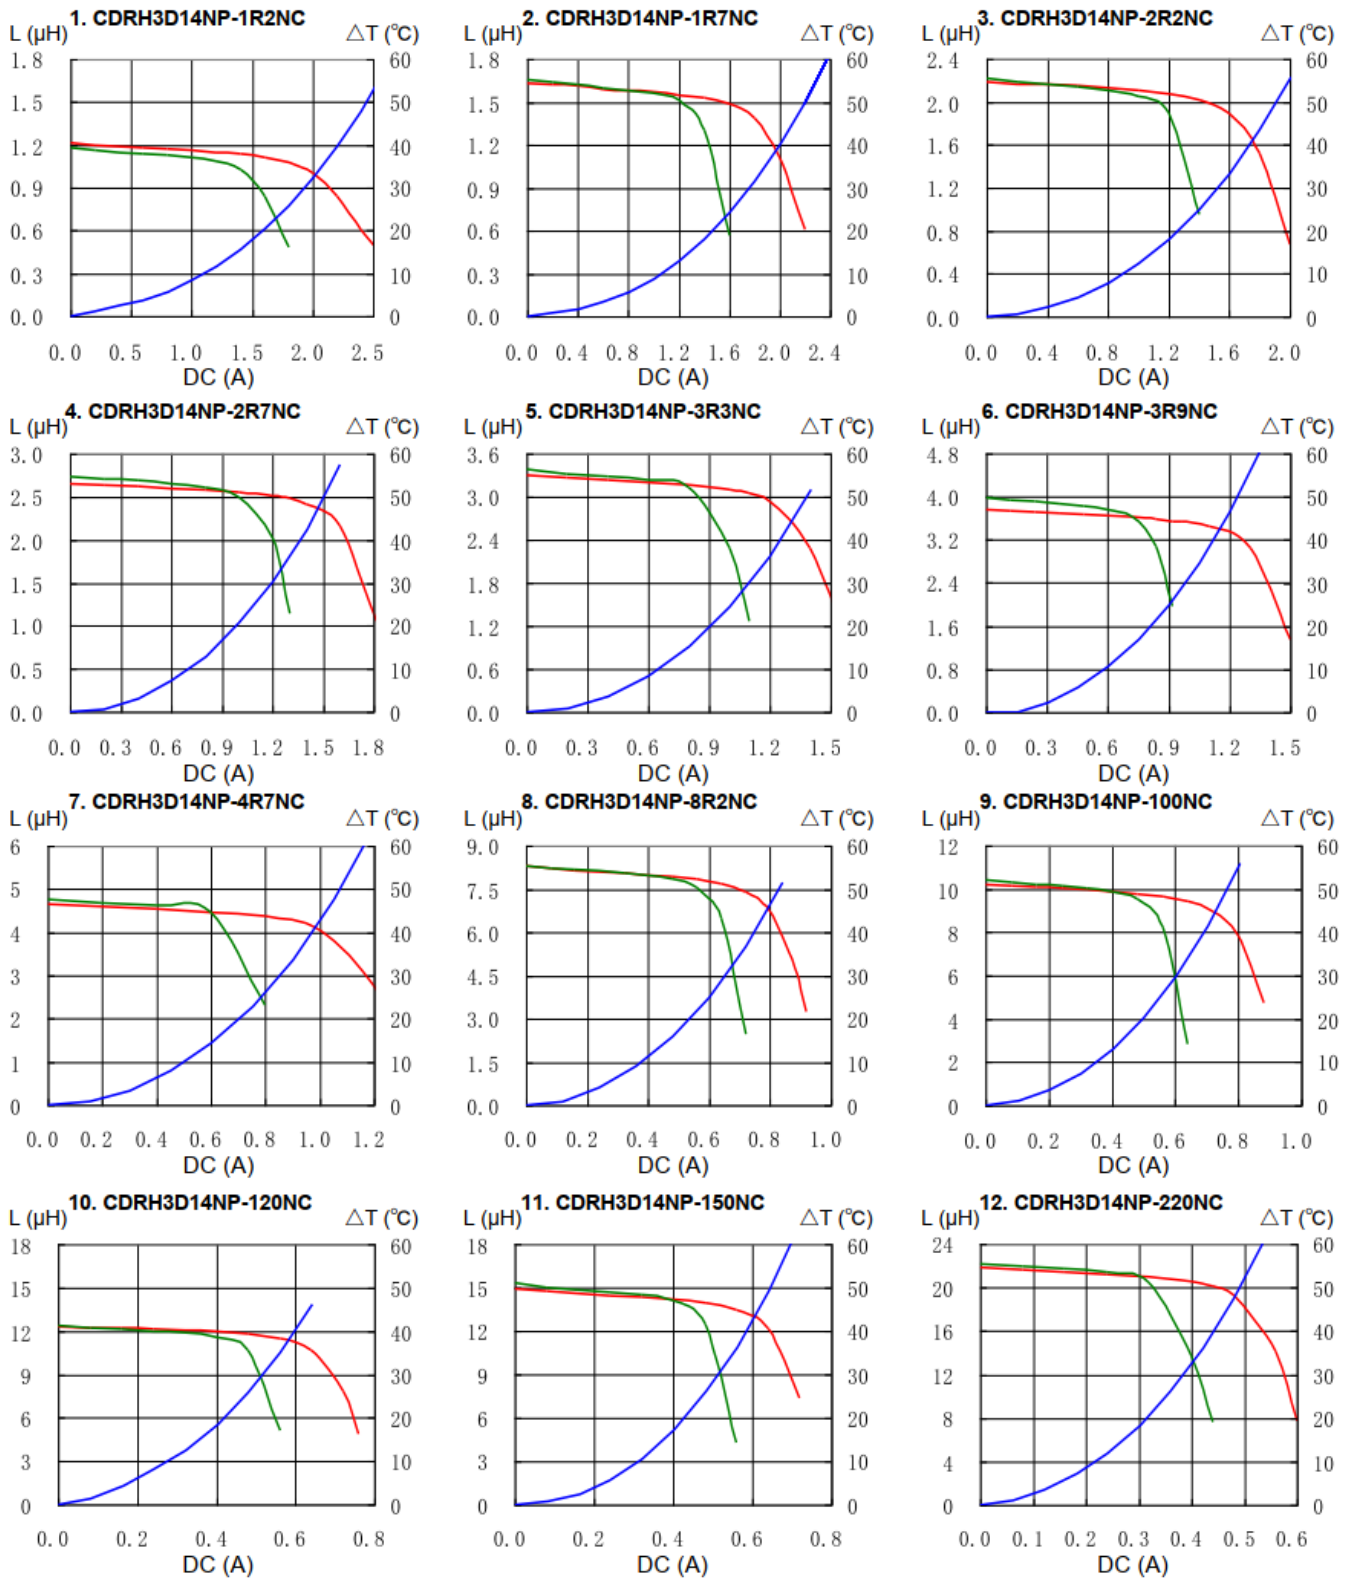 1. CDRH3D14NP-1R2NC
L (μH)
△T (℃)
1.8
60
1.5
50
1.2
40
0.9
30
0.6
20
0.3
10
0.0
0
0.0 0.5 1.0 1.5 2.0 2.5
DC (A)
2. CDRH3D14NP-1R7NC
L (μH)
△T (℃)
1.8
60
1.5
50
1.2
40
0.9
30
0.6
20
0.3
10
0.0
0
0.0 0.4 0.8 1.2 1.6 2.0 2.4
DC (A)
3. CDRH3D14NP-2R2NC
L (μH)
△T (℃)
2.4
60
2.0
50
1.6
40
1.2
30
0.8
20
0.4
10
0.0
0
0.0 0.4 0.8 1.2 1.6 2.0
DC (A)
4. CDRH3D14NP-2R7NC
L (μH)
△T (℃)
3.0
60
2.5
50
2.0
40
1.5
30
1.0
20
0.5
10
0.0
0
0.0 0.3 0.6 0.9 1.2 1.5 1.8
DC (A)
5. CDRH3D14NP-3R3NC
L (μH)
△T (℃)
3.6
60
3.0
50
2.4
40
1.8
30
1.2
20
0.6
10
0.0
0
0.0 0.3 0.6 0.9 1.2 1.5
DC (A)
6. CDRH3D14NP-3R9NC
L (μH)
△T (℃)
4.8
60
4.0
50
3.2
40
2.4
30
1.6
20
0.8
10
0.0
0
0.0 0.3 0.6 0.9 1.2 1.5
DC (A)
7. CDRH3D14NP-4R7NC
L (μH)
△T (℃)
6
60
5
50
4
40
3
30
2
20
1
10
0
0
0.0 0.2 0.4 0.6 0.8 1.0 1.2
DC (A)
8. CDRH3D14NP-8R2NC
L (μH)
△T (℃)
9.0
60
7.5
50
6.0
40
4.5
30
3.0
20
1.5
10
0.0
0
0.0 0.2 0.4 0.6 0.8 1.0
DC (A)
9. CDRH3D14NP-100NC
L (μH)
△T (℃)
12
60
10
50
8
40
6
30
4
20
2
10
0
0
0.0 0.2 0.4 0.6 0.8 1.0
DC (A)
10. CDRH3D14NP-120NC
L (μH)
△T (℃)
18
60
15
50
12
40
9
30
6
20
3
10
0
0
0.0 0.2 0.4 0.6 0.8
DC (A)
11. CDRH3D14NP-150NC
L (μH)
△T (℃)
18
60
15
50
12
40
9
30
6
20
3
10
0
0
0.0 0.2 0.4 0.6 0.8
DC (A)
12. CDRH3D14NP-220NC
L (μH)
△T (℃)
24
60
20
50
16
40
12
30
8
20
4
10
0
0
0.0 0.1 0.2 0.3 0.4 0.5 0.6
DC (A)